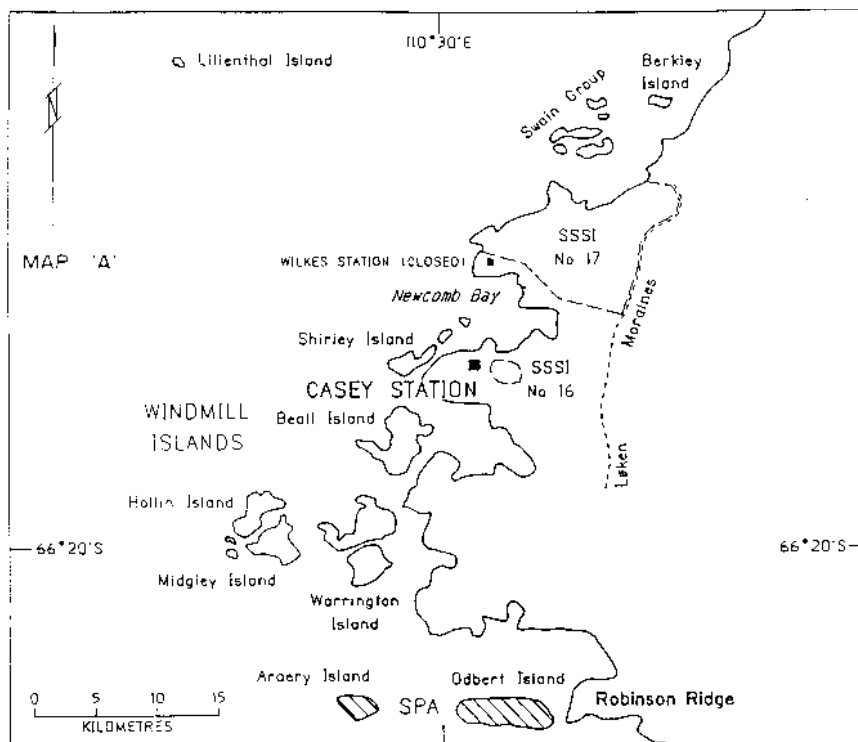 110°30'E
Lilienthal Island
Berkley
Island
Swain Group
N
SSSI
No 17
MAP 'A'
WILKES STATION (CLOSED)
Newcomb Bay
Moraines
Shirley Island
SSSI
No 16
CASEY STATION
WINDMILL
ISLANDS
Beall Island
Løken
Hollin Island
66°20'S
66°20'S
Midgley Island
Warrington
Island
Ardery Island
Odbert Island
0 5 10 15
KILOMETRES
SPA
Robinson Ridge